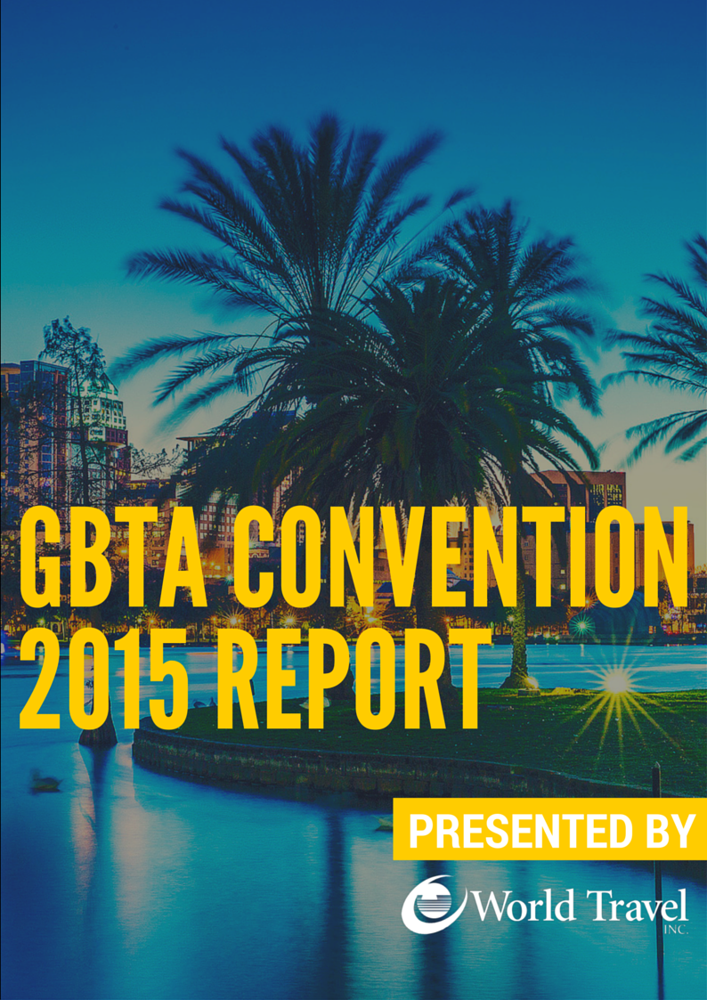 GBTA CONVENTION
2015 REPORT
PRESENTED BY
World Travel
INC.